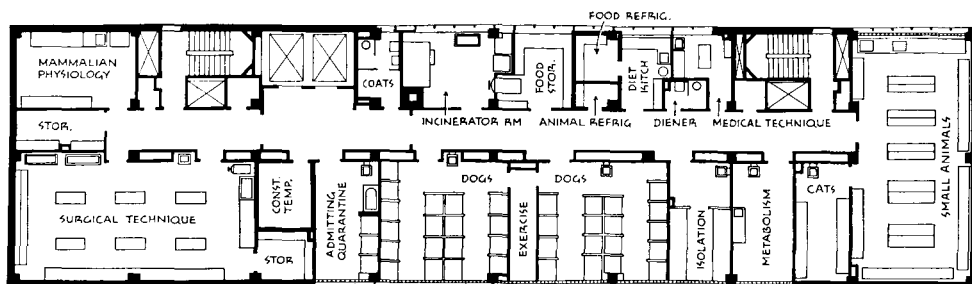 FOOD REFRIG.
MAMMALIAN
PHYSIOLOGY
COATS
FOOD
STOR.
DIET
KITCH
STOR.
INCINERATOR RM
ANIMAL REFRIG
DIENER
MEDICAL TECHNIQUE
SMALL ANIMALS
SURGICAL TECHNIQUE
CONST.
TEMP.
STOR
ADMITTING
QUARANTINE
DOGS
EXERCISE
DOGS
ISOLATION
METABOLISM
CATS